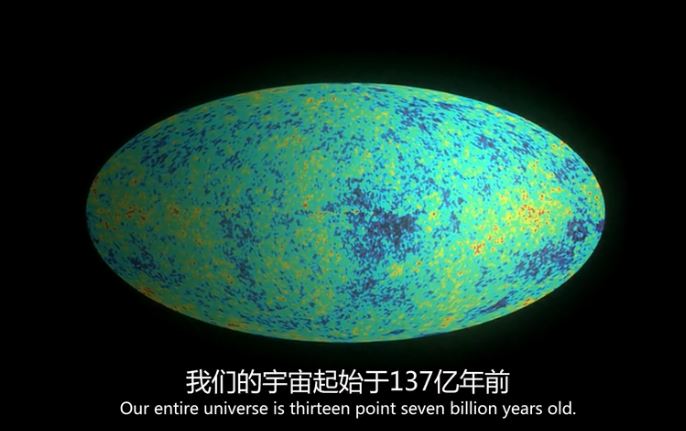 我们的宇宙起始于137亿年前
Our entire universe is thirteen point seven billion years old.